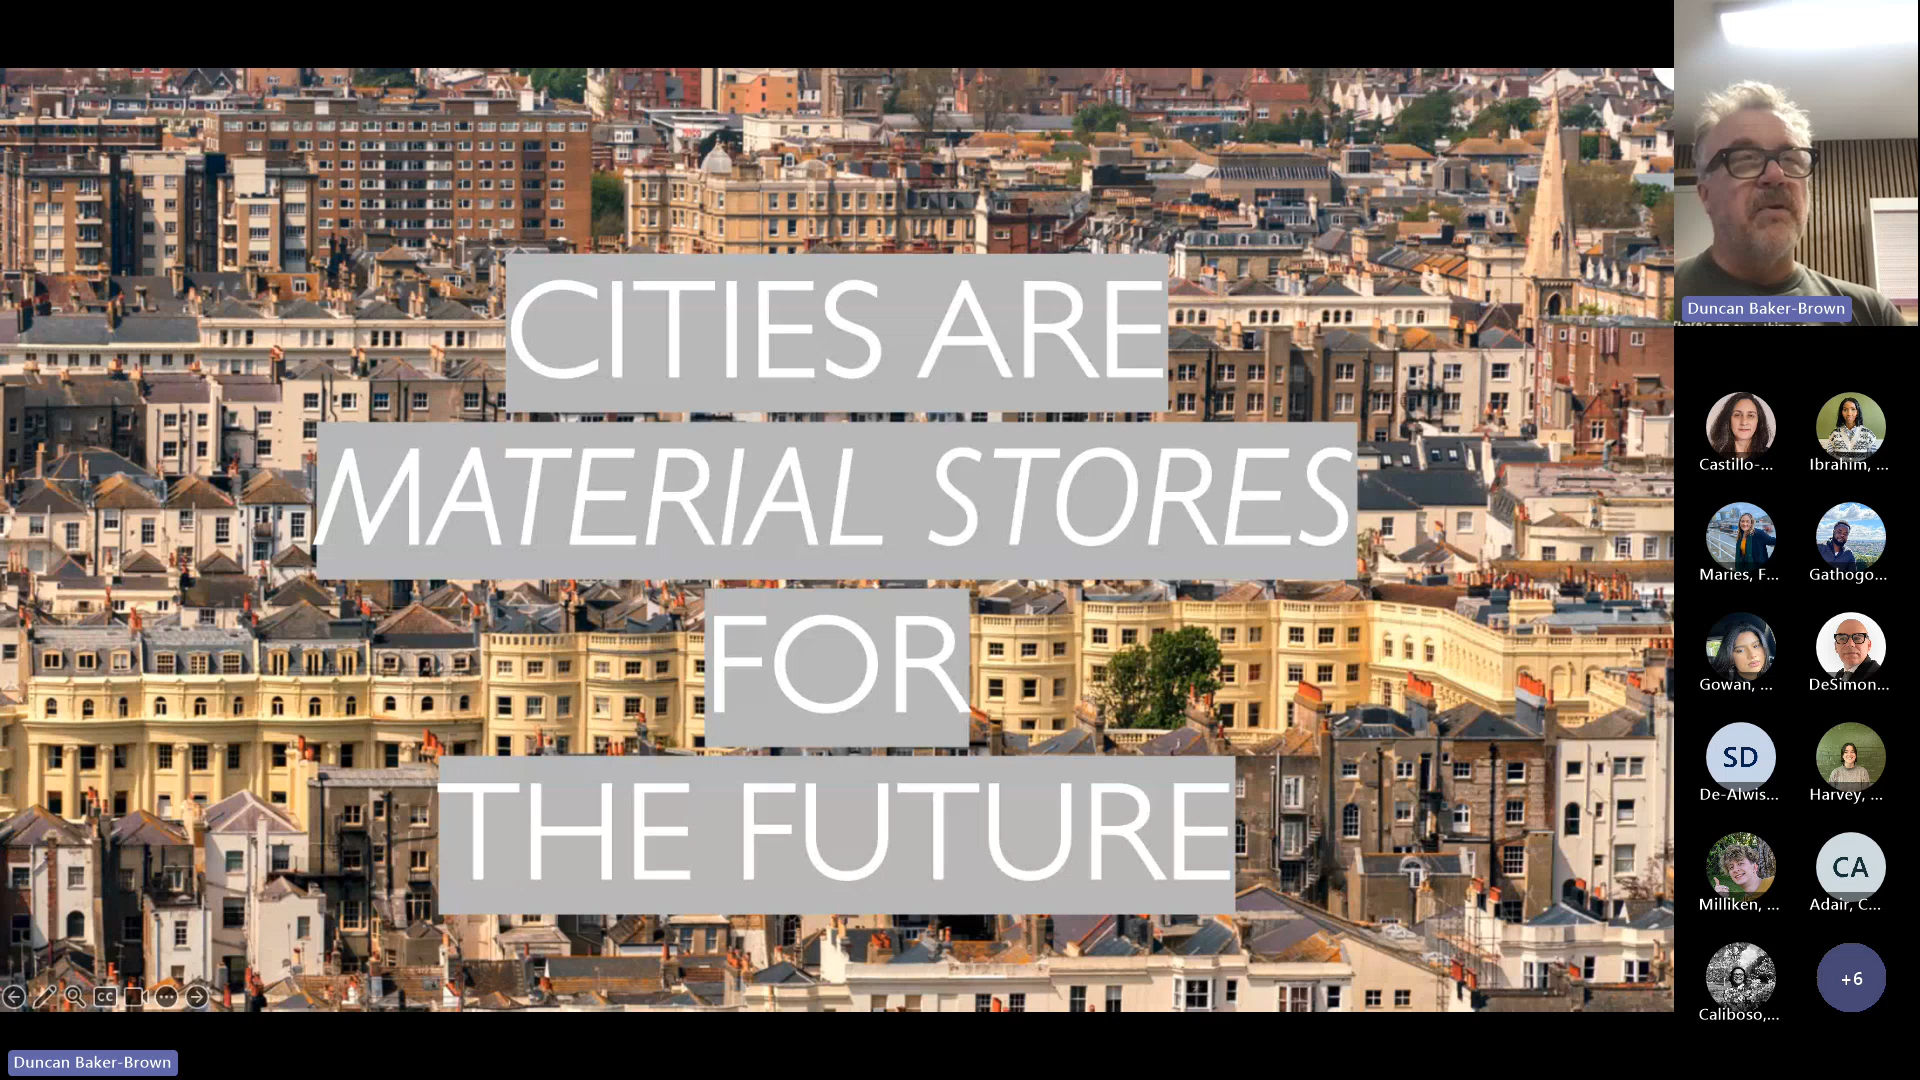 CITIES ARE
MATERIAL STORES
FOR
THE FUTURE
Duncan Baker-Brown
Castillo-...
Ibrahim, ...
Maries, F...
Gathogo...
Gowan, ...
DeSimon...
SD
De-Alwis...
Harvey, ...
Milliken, ...
CA
Adair, C...
Caliboso,...
+6
CC
Duncan Baker-Brown